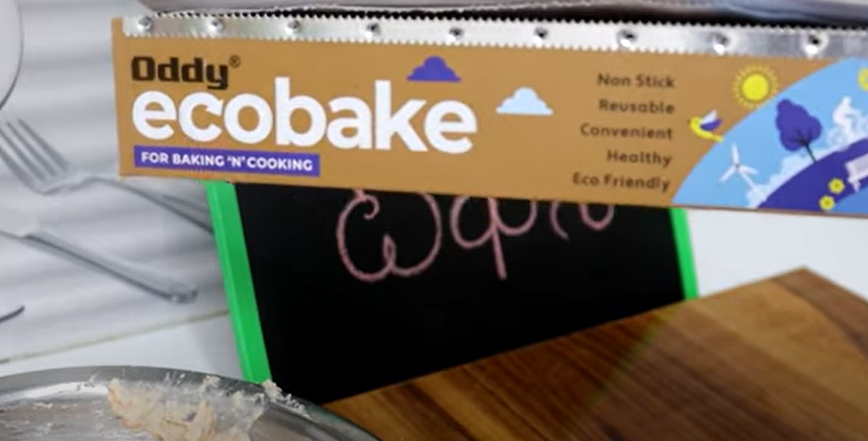 Oddy®
ecobake
FOR BAKING 'N' COOKING
Non Stick
Reusable
Convenient
Healthy
Eco Friendly